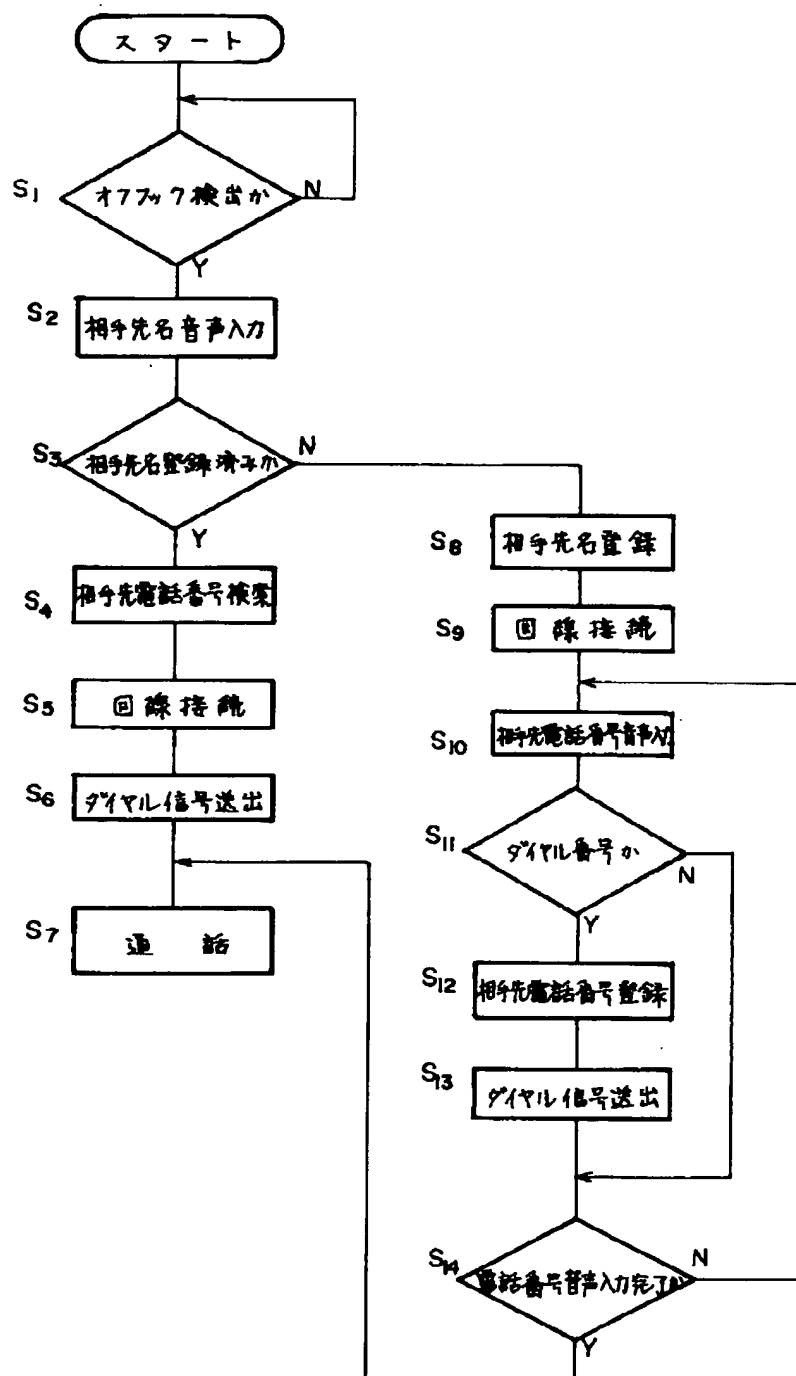 スタート
S1
オフフック検出か
N
Y
S2
相手先名音声入力
S3
相手先名登録済みか
N
Y
S4
相手先電話番号検索
S5
回線接続
S6
ダイヤル信号送出
S7
通話
S8
相手先名登録
S9
回線接続
S10
相手先電話番号音声入力
S11
ダイヤル番号か
N
Y
S12
相手先電話番号登録
S13
ダイヤル信号送出
S14
電話番号音声入力完了か
N
Y